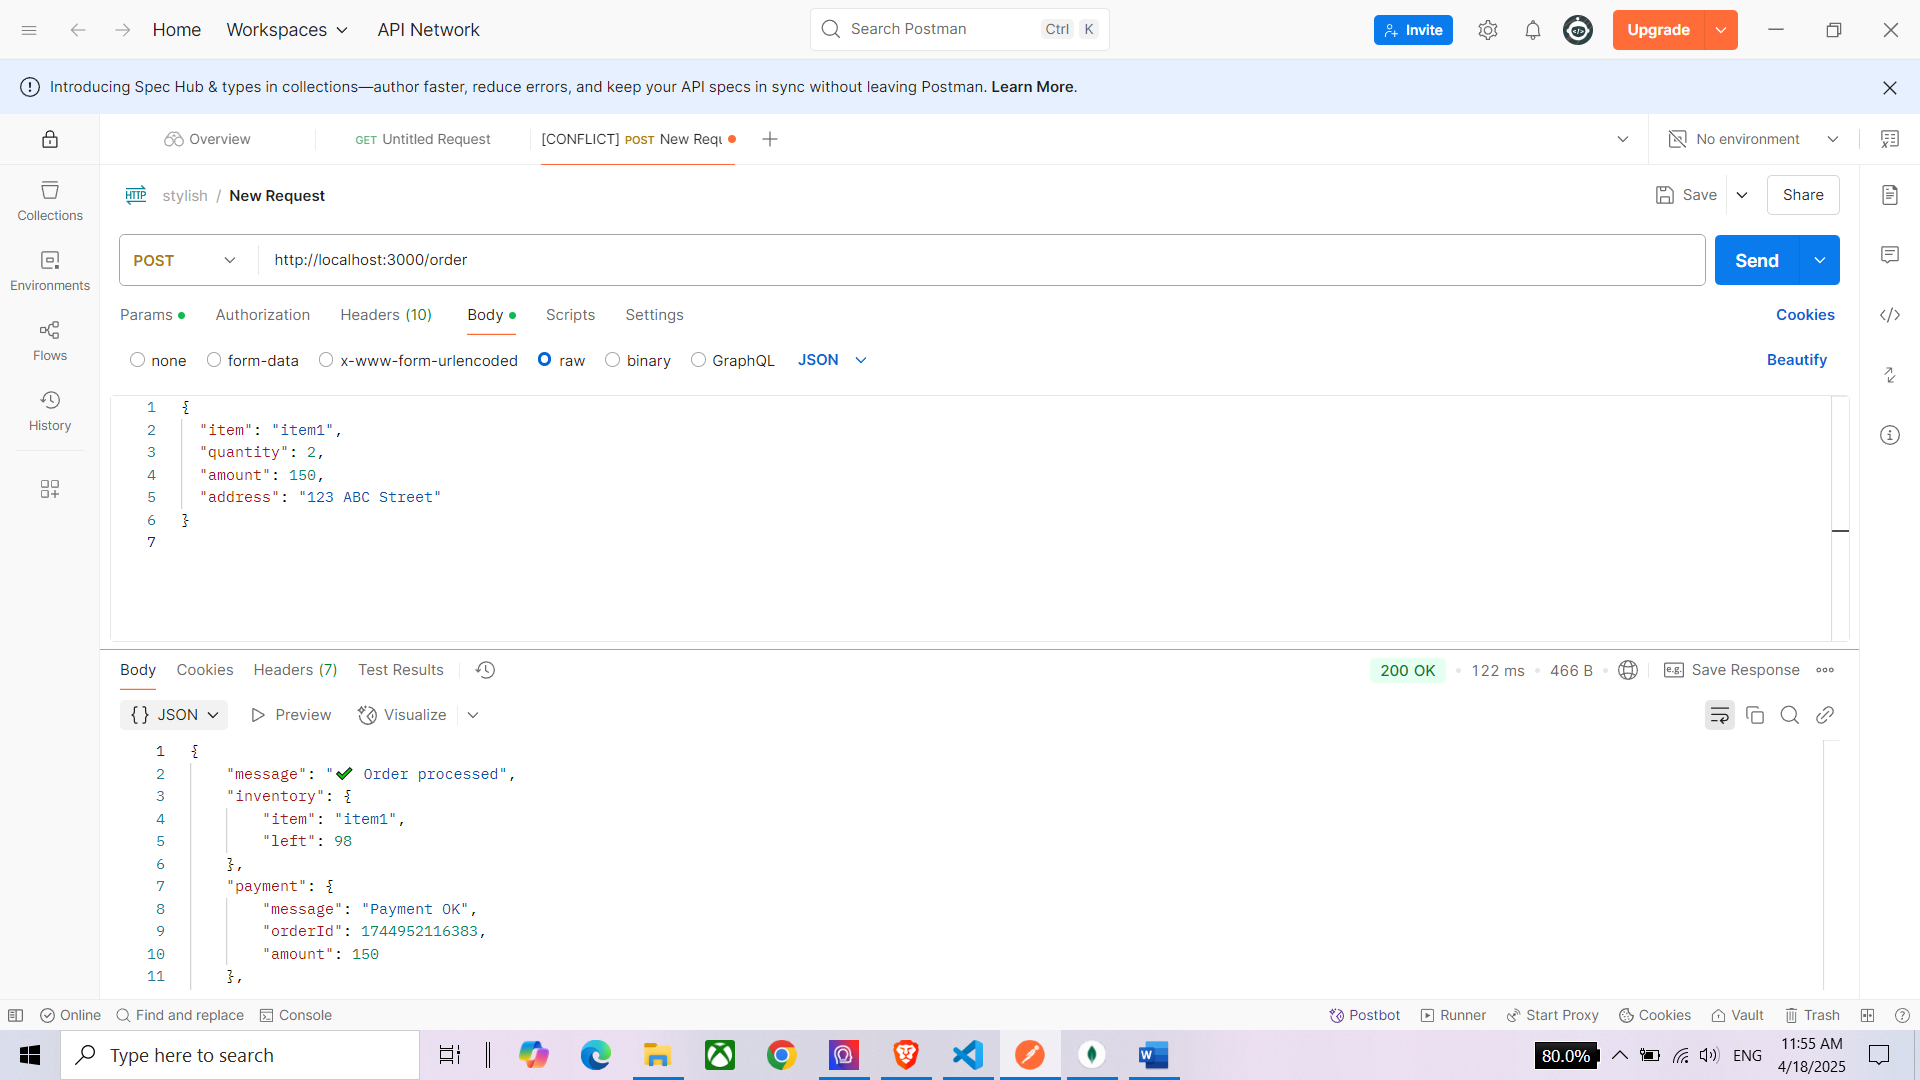 Home Workspaces API Network Search Postman Ctrl K Invite Upgrade
Introducing Spec Hub & types in collections—author faster, reduce errors, and keep your API specs in sync without leaving Postman. Learn More.
Overview GET Untitled Request [CONFLICT] POST New Requ No environment
HTTP stylish / New Request Save Share
Collections
Environments
Flows
History
POST http://localhost:3000/order Send
Params Authorization Headers (10) Body Scripts Settings Cookies
none form-data x-www-form-urlencoded raw binary GraphQL JSON Beautify
1 {
2 "item": "item1",
3 "quantity": 2,
4 "amount": 150,
5 "address": "123 ABC Street"
6 }
7
Body Cookies Headers (7) Test Results 200 OK 122 ms 466 B e.g. Save Response
{} JSON Preview Visualize
1 {
2 "message": "✔ Order processed",
3 "inventory": {
4 "item": "item1",
5 "left": 98
6 },
7 "payment": {
8 "message": "Payment OK",
9 "orderId": 1744952116383,
10 "amount": 150
11 },
Online Find and replace Console Postbot Runner Start Proxy Cookies Vault Trash
Type here to search 80.0% ENG 11:55 AM
4/18/2025